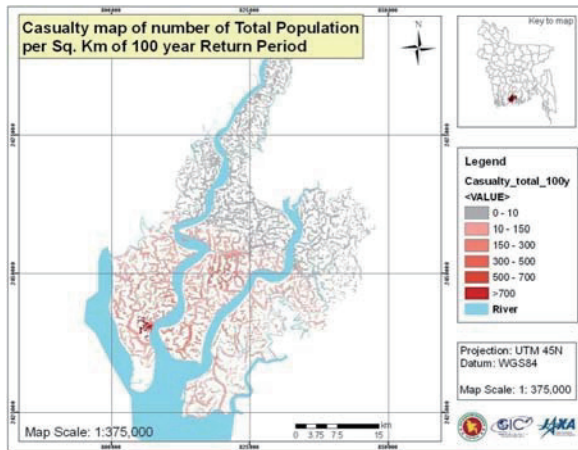 Casualty map of number of Total Population
per Sq. Km of 100 year Return Period
N
Key to map
Legend
Casualty_total_100y
<VALUE>
0 - 10
10 - 150
150 - 300
300 - 500
500 - 700
>700
River
Projection: UTM 45N
Datum: WGS84
Map Scale: 1: 375,000
Map Scale: 1:375,000
km
0 3.75 7.5 15